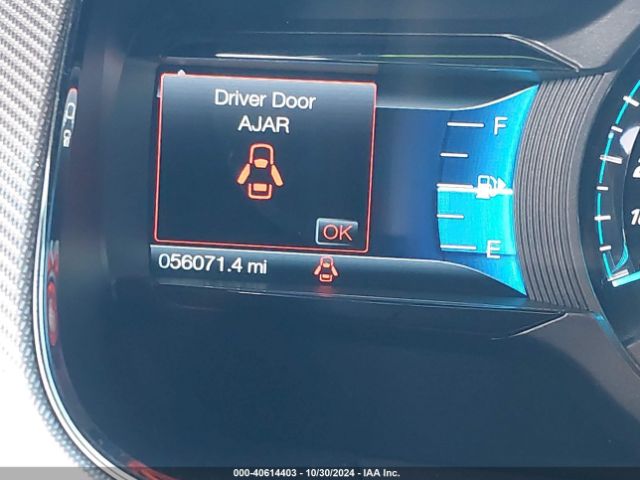 Driver Door
AJAR
OK
F
E
056071.4 mi
000-40614403 - 10/30/2024 - IAA Inc.